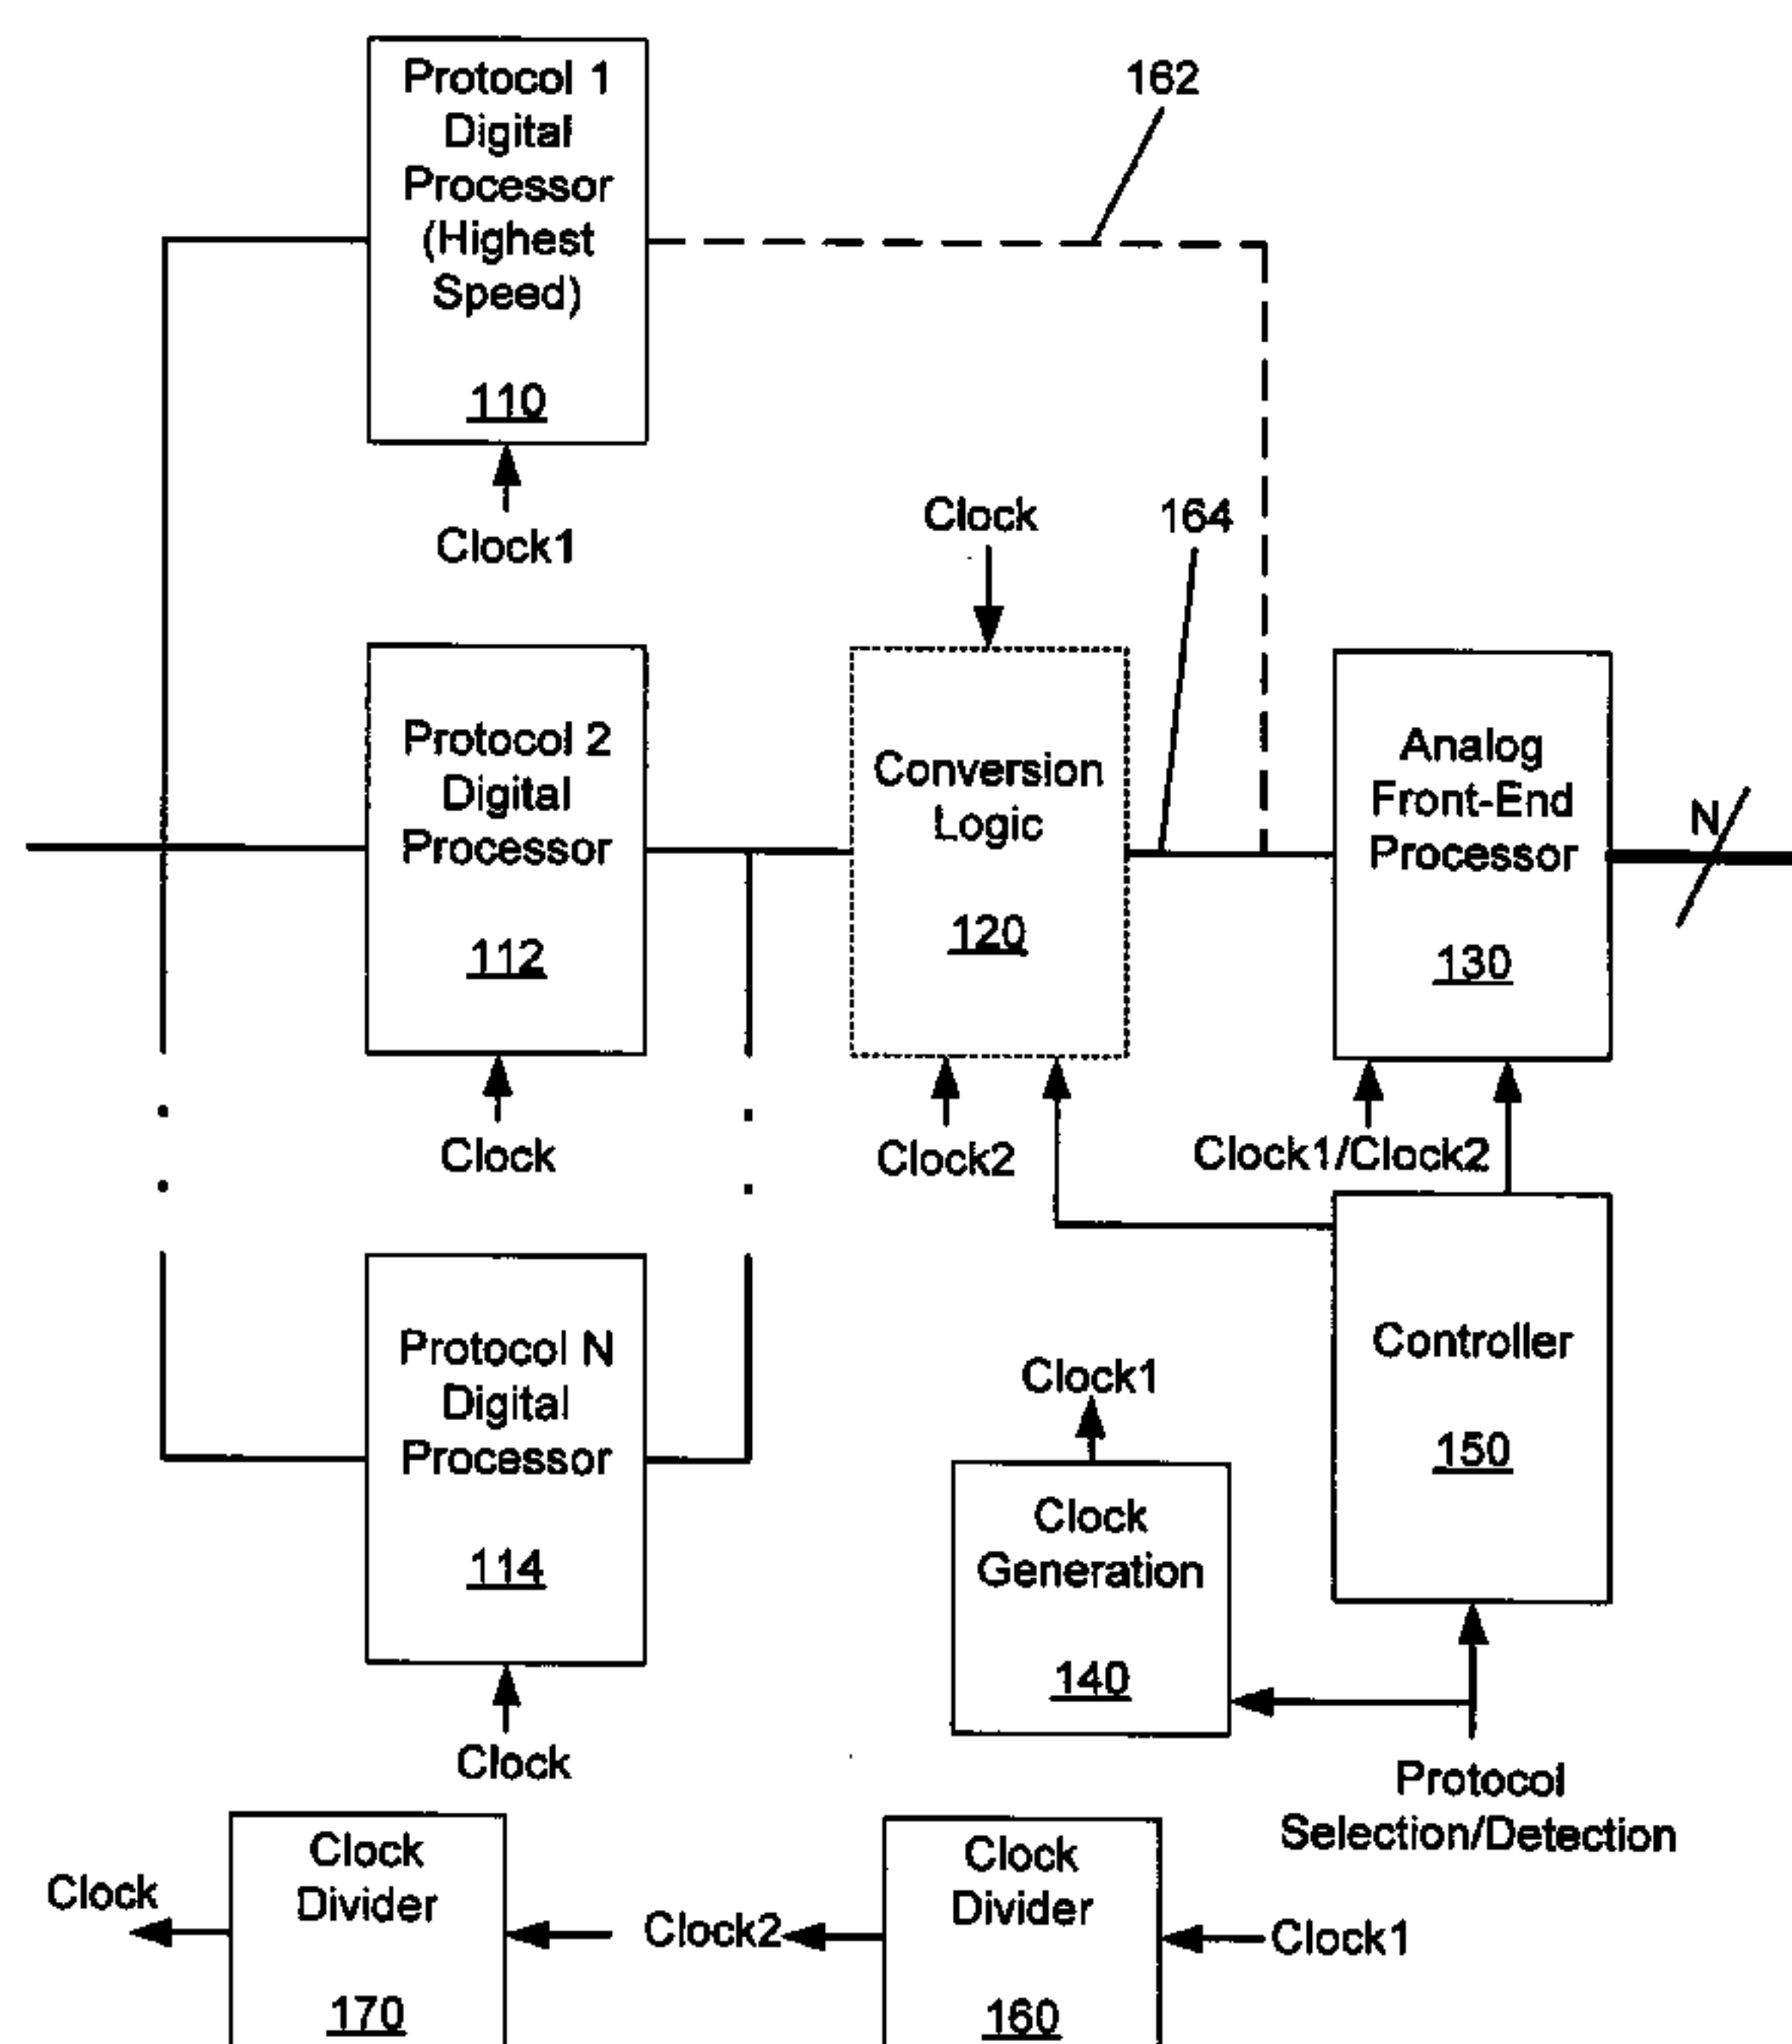 Protocol 1
Digital
Processor
(Highest
Speed)
110
Clock1
162
Clock
164
Protocol 2
Digital
Processor
112
Clock
Conversion
Logic
120
Clock2
Analog
Front-End
Processor
130
N
Clock1/Clock2
Protocol N
Digital
Processor
114
Clock
Clock1
Clock
Generation
140
Controller
150
Protocol
Selection/Detection
Clock
Clock
Divider
170
Clock2
Clock
Divider
160
Clock1